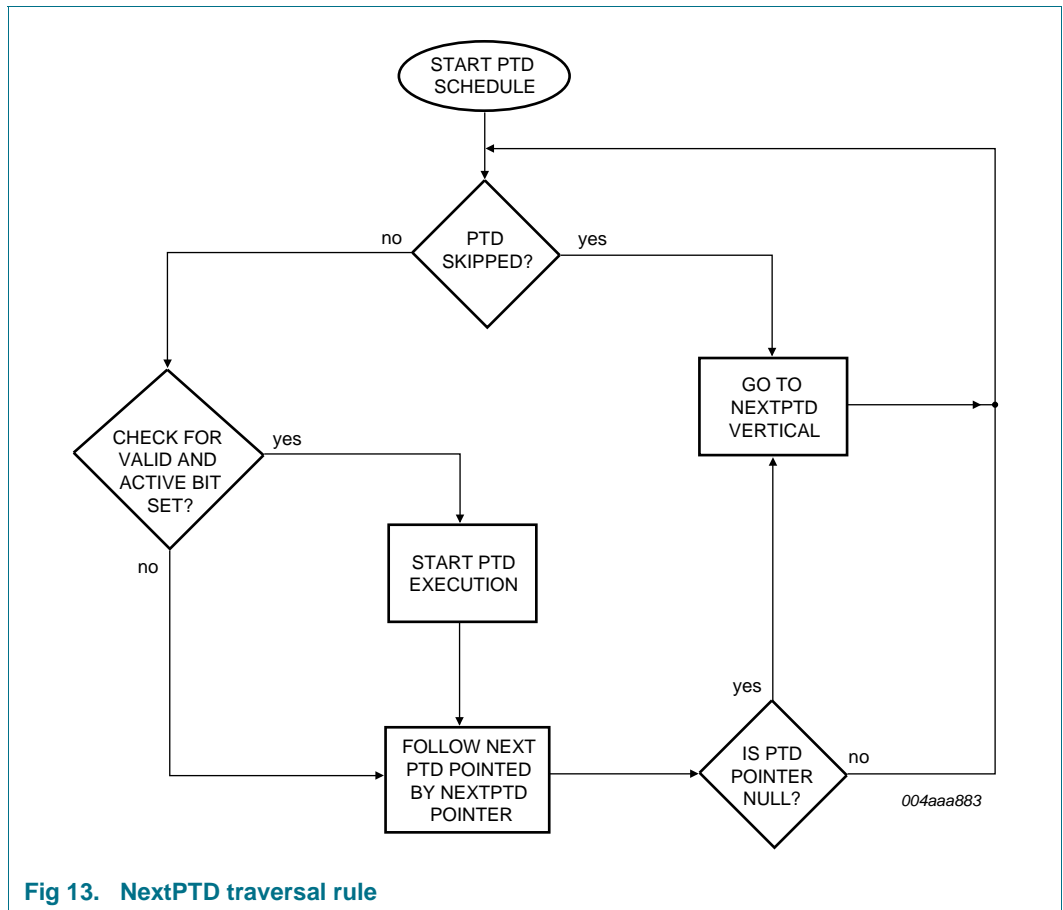 START PTD
SCHEDULE
PTD
SKIPPED?
no
yes
GO TO
NEXTPTD
VERTICAL
CHECK FOR
VALID AND
ACTIVE BIT
SET?
yes
no
START PTD
EXECUTION
FOLLOW NEXT
PTD POINTED
BY NEXTPTD
POINTER
yes
IS PTD
POINTER
NULL?
no
004aaa883
Fig 13. NextPTD traversal rule